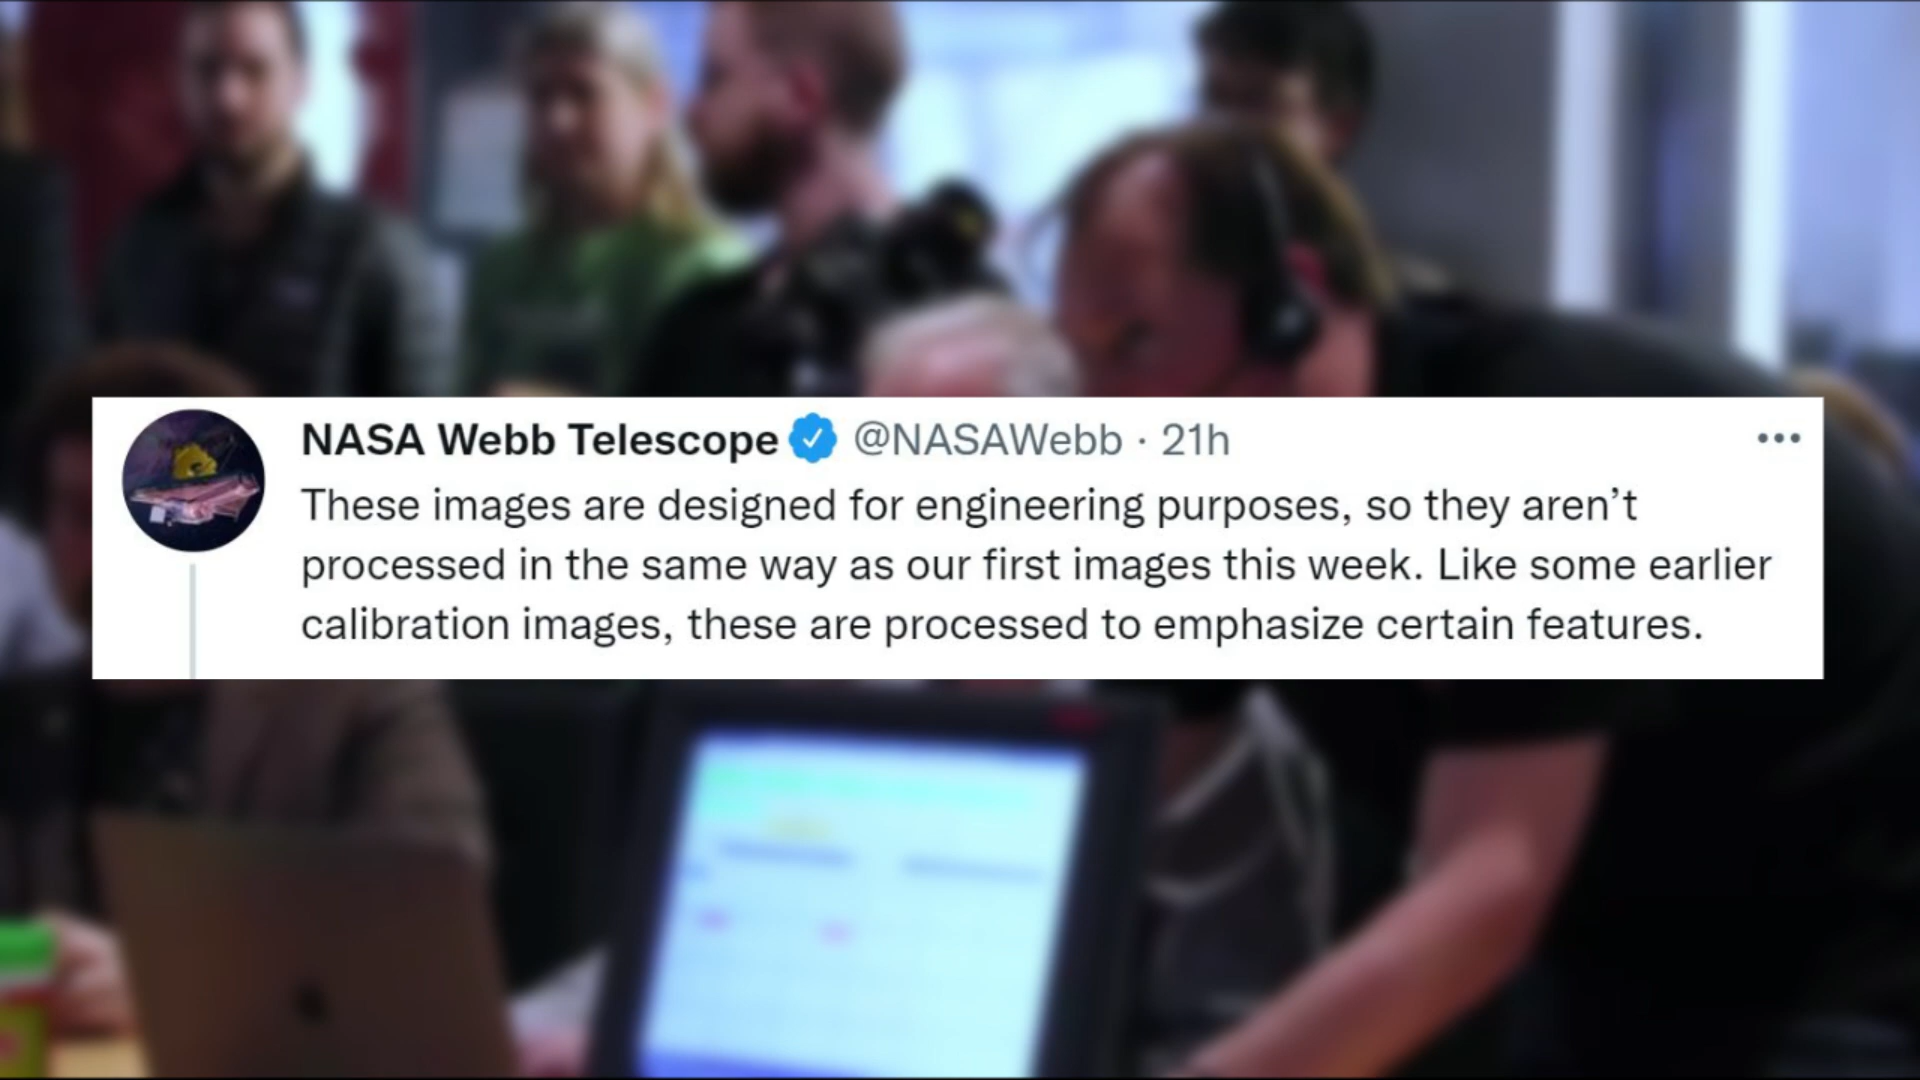 NASA Webb Telescope @NASAWebb · 21h
These images are designed for engineering purposes, so they aren’t
processed in the same way as our first images this week. Like some earlier
calibration images, these are processed to emphasize certain features.